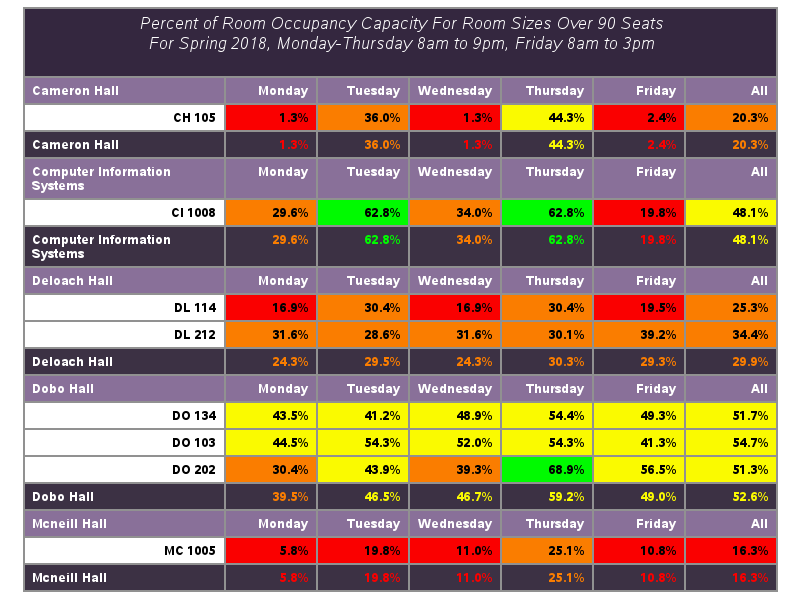 Percent of Room Occupancy Capacity For Room Sizes Over 90 Seats
For Spring 2018, Monday-Thursday 8am to 9pm, Friday 8am to 3pm
Cameron Hall Monday Tuesday Wednesday Thursday Friday All
CH 105 1.3% 36.0% 1.3% 44.3% 2.4% 20.3%
Cameron Hall 1.3% 36.0% 1.3% 44.3% 2.4% 20.3%
Computer Information Monday Tuesday Wednesday Thursday Friday All
Systems
CI 1008 29.6% 62.8% 34.0% 62.8% 19.8% 48.1%
Computer Information 29.6% 62.8% 34.0% 62.8% 19.8% 48.1%
Systems
Deloach Hall Monday Tuesday Wednesday Thursday Friday All
DL 114 16.9% 30.4% 16.9% 30.4% 19.5% 25.3%
DL 212 31.6% 28.6% 31.6% 30.1% 39.2% 34.4%
Deloach Hall 24.3% 29.5% 24.3% 30.3% 29.3% 29.9%
Dobo Hall Monday Tuesday Wednesday Thursday Friday All
DO 134 43.5% 41.2% 48.9% 54.4% 49.3% 51.7%
DO 103 44.5% 54.3% 52.0% 54.3% 41.3% 54.7%
DO 202 30.4% 43.9% 39.3% 68.9% 56.5% 51.3%
Dobo Hall 39.5% 46.5% 46.7% 59.2% 49.0% 52.6%
Mcneill Hall Monday Tuesday Wednesday Thursday Friday All
MC 1005 5.8% 19.8% 11.0% 25.1% 10.8% 16.3%
Mcneill Hall 5.8% 19.8% 11.0% 25.1% 10.8% 16.3%